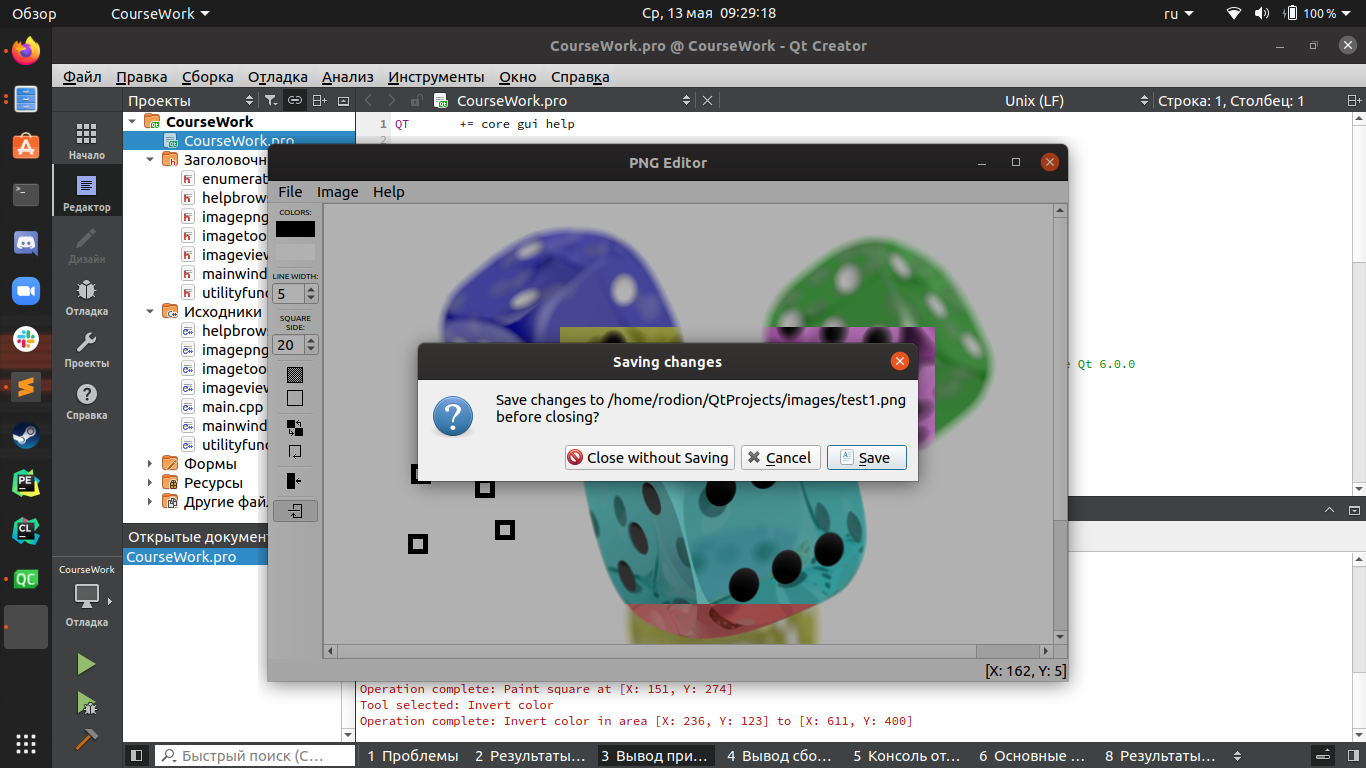 Обзор
CourseWork
Ср, 13 мая 09:29:18
ru
100 %
CourseWork.pro @ CourseWork - Qt Creator
Файл Правка Сборка Отладка Анализ Инструменты Окно Справка
Проекты
CourseWork.pro
Unix (LF)
Строка: 1, Столбец: 1
Начало
Редактор
Дизайн
Отладка
Проекты
Справка
CourseWork
Отладка
CourseWork
CourseWork.pro
Заголовочн
enumerat
helpbrow
imagepng
imagetoo
imageview
mainwind
utilityfunc
Исходники
helpbrows
imagepng
imagetoo
imageview
main.cpp
mainwind
utilityfunc
Формы
Ресурсы
Другие фай
Открытые документ
CourseWork.pro
1 QT += core gui help
2
Qt 6.0.0
PNG Editor
File Image Help
COLORS:
LINE WIDTH:
5
SQUARE
SIDE:
20
Saving changes
Save changes to /home/rodion/QtProjects/images/test1.png
before closing?
Close without Saving
Cancel
Save
[X: 162, Y: 5]
Operation complete: Paint square at [X: 151, Y: 274]
Tool selected: Invert color
Operation complete: Invert color in area [X: 236, Y: 123] to [X: 611, Y: 400]
Быстрый поиск (C…
1 Проблемы
2 Результаты…
3 Вывод при…
4 Вывод сбо…
5 Консоль от…
6 Основные …
8 Результаты…
PE
CL
QC